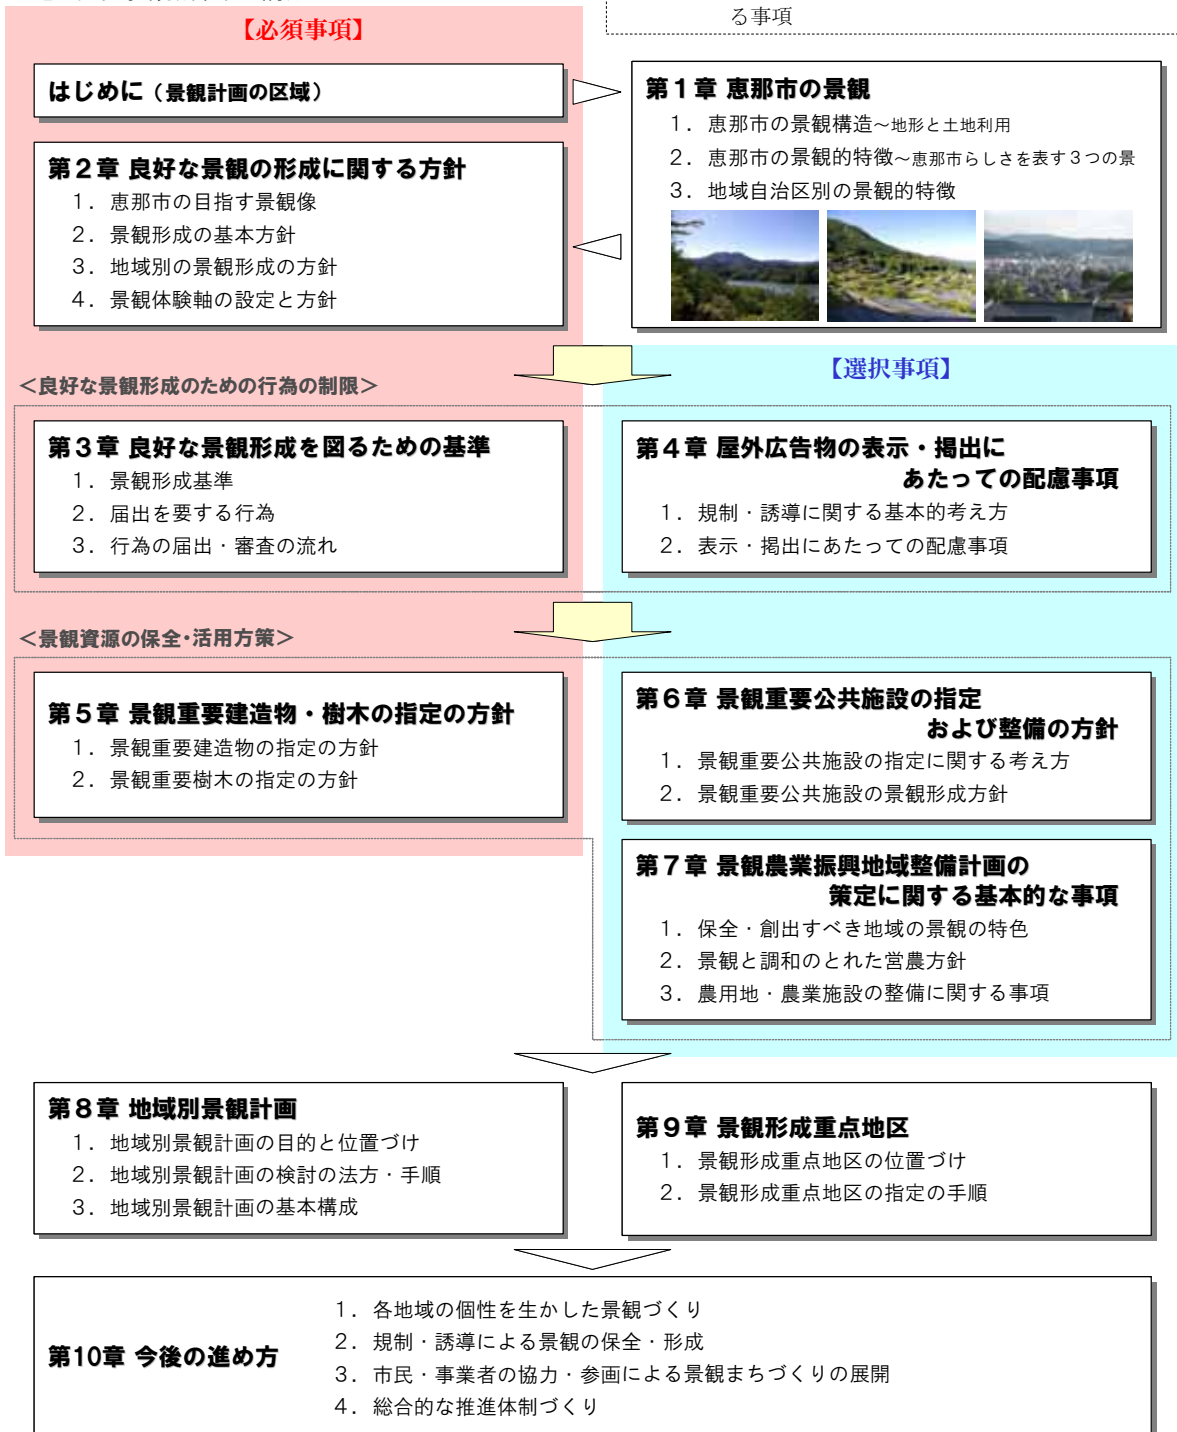 る事項
【必須事項】
はじめに（景観計画の区域）
第１章 恵那市の景観
１．恵那市の景観構造～地形と土地利用
２．恵那市の景観的特徴～恵那市らしさを表す３つの景
３．地域自治区別の景観的特徴
第２章 良好な景観の形成に関する方針
１．恵那市の目指す景観像
２．景観形成の基本方針
３．地域別の景観形成の方針
４．景観体験軸の設定と方針
【選択事項】
＜良好な景観形成のための行為の制限＞
第３章 良好な景観形成を図るための基準
１．景観形成基準
２．届出を要する行為
３．行為の届出・審査の流れ
第４章 屋外広告物の表示・掲出に
あたっての配慮事項
１．規制・誘導に関する基本的考え方
２．表示・掲出にあたっての配慮事項
＜景観資源の保全・活用方策＞
第５章 景観重要建造物・樹木の指定の方針
１．景観重要建造物の指定の方針
２．景観重要樹木の指定の方針
第６章 景観重要公共施設の指定
および整備の方針
１．景観重要公共施設の指定に関する考え方
２．景観重要公共施設の景観形成方針
第７章 景観農業振興地域整備計画の
策定に関する基本的な事項
１．保全・創出すべき地域の景観の特色
２．景観と調和のとれた営農方針
３．農用地・農業施設の整備に関する事項
第８章 地域別景観計画
１．地域別景観計画の目的と位置づけ
２．地域別景観計画の検討の法方・手順
３．地域別景観計画の基本構成
第９章 景観形成重点地区
１．景観形成重点地区の位置づけ
２．景観形成重点地区の指定の手順
第10章 今後の進め方
１．各地域の個性を生かした景観づくり
２．規制・誘導による景観の保全・形成
３．市民・事業者の協力・参画による景観まちづくりの展開
４．総合的な推進体制づくり